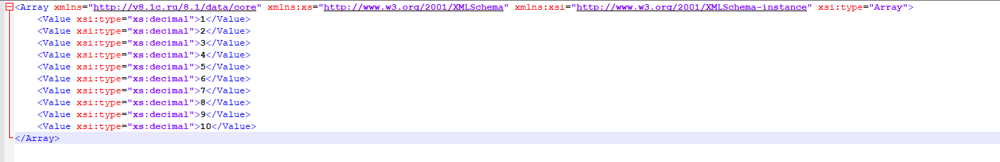 <Array xmlns="http://v8.1c.ru/8.1/data/core" xmlns:xs="http://www.w3.org/2001/XMLSchema" xmlns:xsi="http://www.w3.org/2001/XMLSchema-instance" xsi:type="Array">
    <Value xsi:type="xs:decimal">1</Value>
    <Value xsi:type="xs:decimal">2</Value>
    <Value xsi:type="xs:decimal">3</Value>
    <Value xsi:type="xs:decimal">4</Value>
    <Value xsi:type="xs:decimal">5</Value>
    <Value xsi:type="xs:decimal">6</Value>
    <Value xsi:type="xs:decimal">7</Value>
    <Value xsi:type="xs:decimal">8</Value>
    <Value xsi:type="xs:decimal">9</Value>
    <Value xsi:type="xs:decimal">10</Value>
</Array>